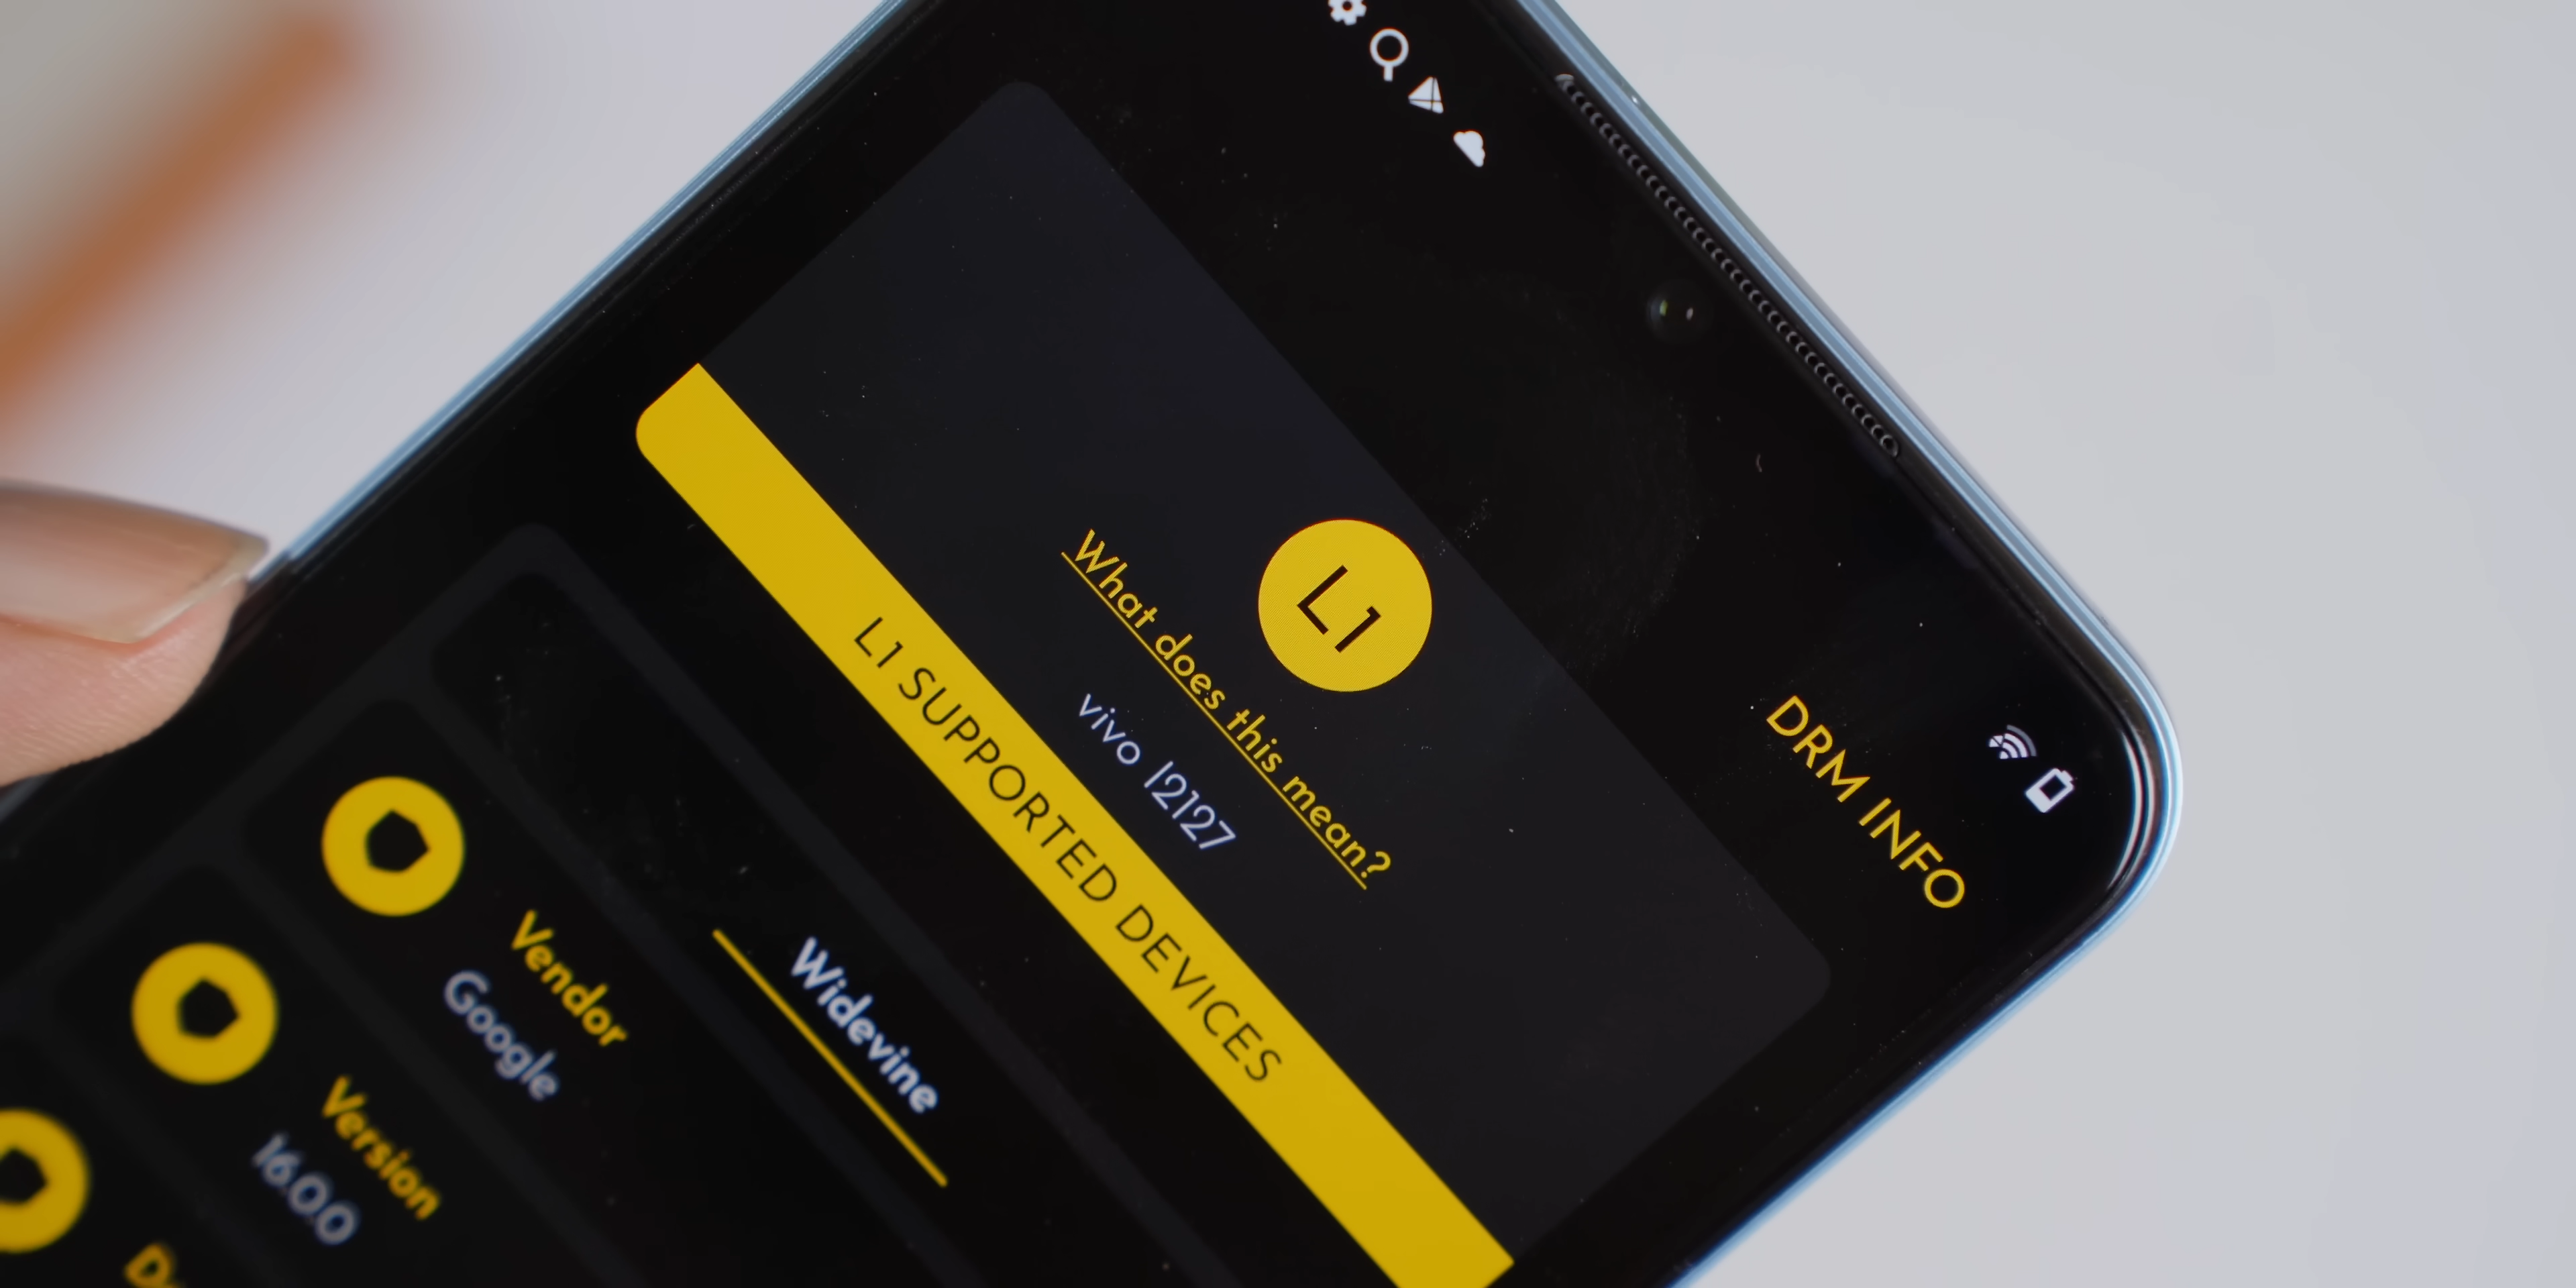 DRM INFO
L1
What does this mean?
vivo I2127
L1 SUPPORTED DEVICES
Widevine
Vendor
Google
Version
16.0.0